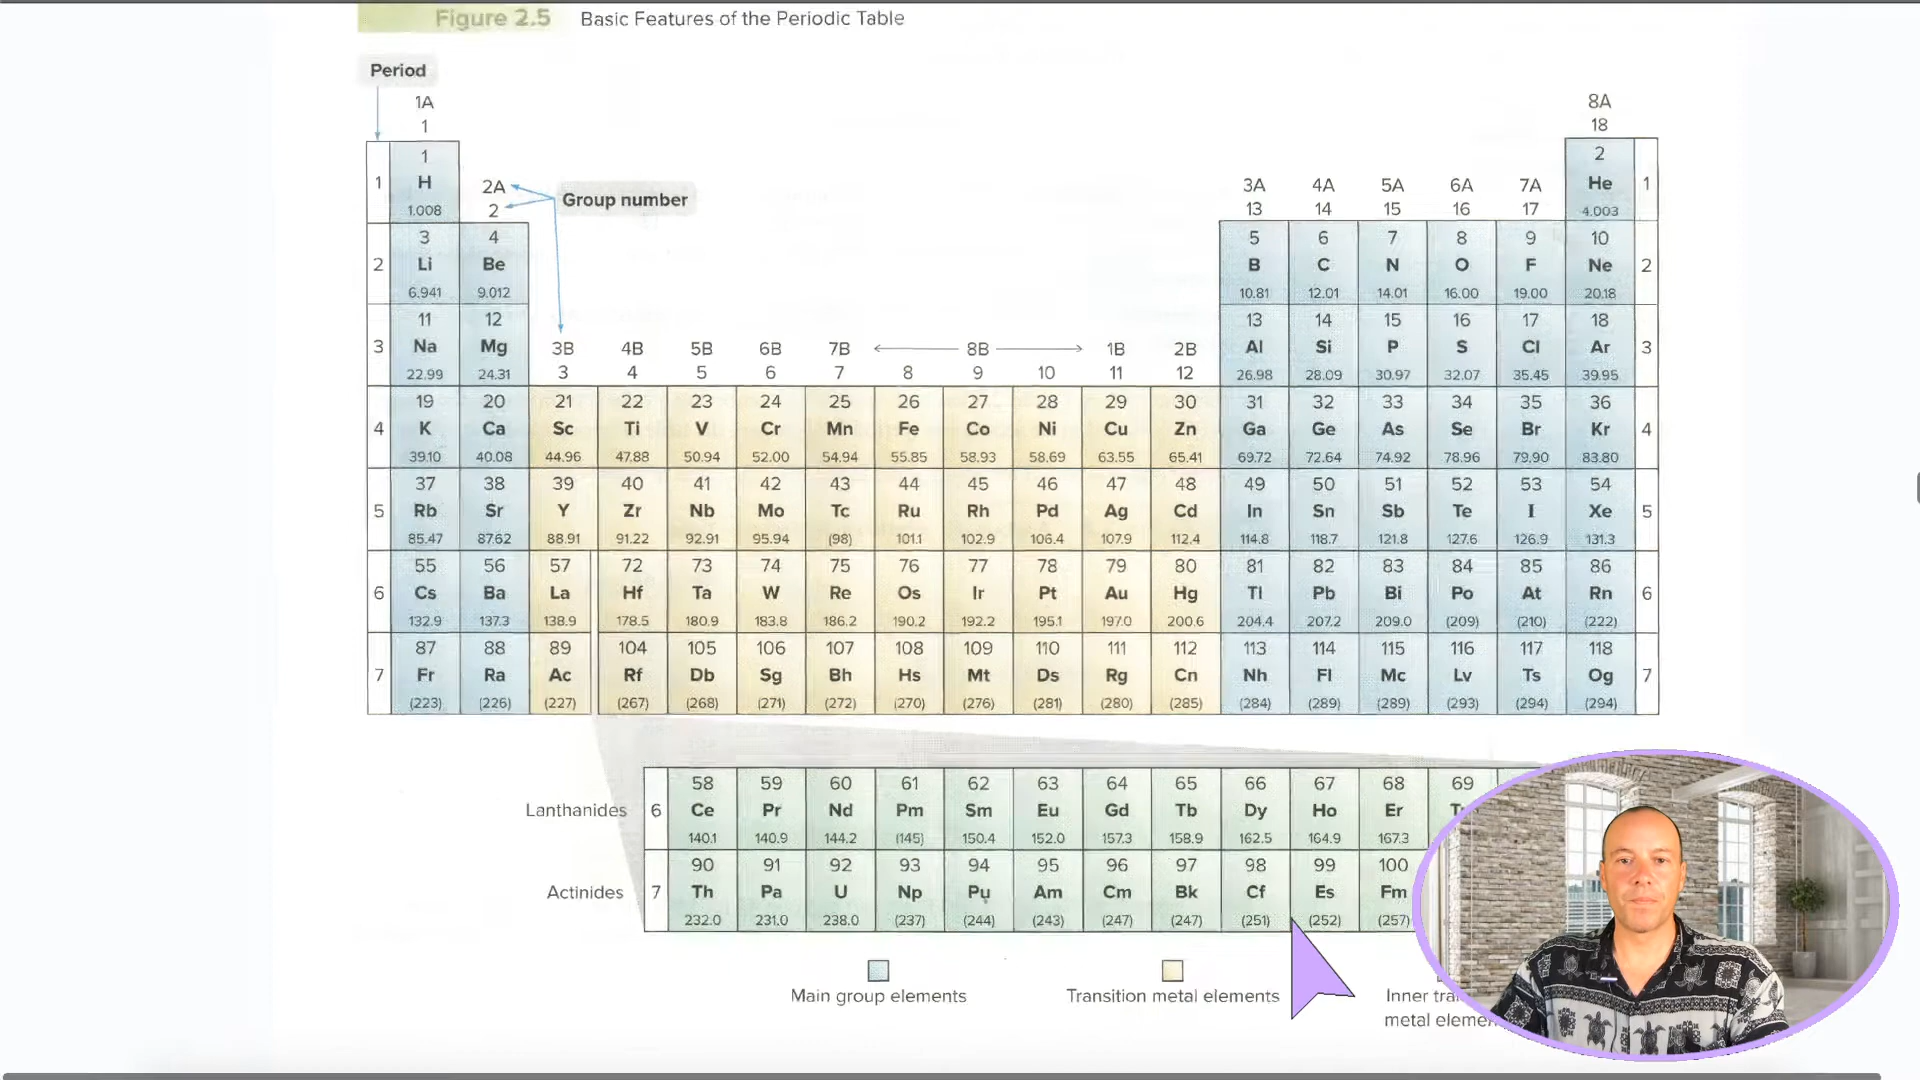 Figure 2.5 Basic Features of the Periodic Table
Period
1A 8A
1 18
1 2
1 H 2A Group number 3A 4A 5A 6A 7A He 1
1.008 2 13 14 15 16 17 4.003
3 4 5 6 7 8 9 10
2 Li Be B C N O F Ne 2
6.941 9.012 10.81 12.01 14.01 16.00 19.00 20.18
11 12 13 14 15 16 17 18
3 Na Mg 3B 4B 5B 6B 7B 8B 1B 2B Al Si P S Cl Ar 3
22.99 24.31 3 4 5 6 7 8 9 10 11 12 26.98 28.09 30.97 32.07 35.45 39.95
19 20 21 22 23 24 25 26 27 28 29 30 31 32 33 34 35 36
4 K Ca Sc Ti V Cr Mn Fe Co Ni Cu Zn Ga Ge As Se Br Kr 4
39.10 40.08 44.96 47.88 50.94 52.00 54.94 55.85 58.93 58.69 63.55 65.41 69.72 72.64 74.92 78.96 79.90 83.80
37 38 39 40 41 42 43 44 45 46 47 48 49 50 51 52 53 54
5 Rb Sr Y Zr Nb Mo Tc Ru Rh Pd Ag Cd In Sn Sb Te I Xe 5
85.47 87.62 88.91 91.22 92.91 95.94 (98) 101.1 102.9 106.4 107.9 112.4 114.8 118.7 121.8 127.6 126.9 131.3
55 56 57 72 73 74 75 76 77 78 79 80 81 82 83 84 85 86
6 Cs Ba La Hf Ta W Re Os Ir Pt Au Hg Tl Pb Bi Po At Rn 6
132.9 137.3 138.9 178.5 180.9 183.8 186.2 190.2 192.2 195.1 197.0 200.6 204.4 207.2 209.0 (209) (210) (222)
87 88 89 104 105 106 107 108 109 110 111 112 113 114 115 116 117 118
7 Fr Ra Ac Rf Db Sg Bh Hs Mt Ds Rg Cn Nh Fl Mc Lv Ts Og 7
(223) (226) (227) (267) (268) (271) (272) (270) (276) (281) (280) (285) (284) (289) (289) (293) (294) (294)
58 59 60 61 62 63 64 65 66 67 68 69
Lanthanides 6 Ce Pr Nd Pm Sm Eu Gd Tb Dy Ho Er
140.1 140.9 144.2 (145) 150.4 152.0 157.3 158.9 162.5 164.9 167.3
90 91 92 93 94 95 96 97 98 99 100
Actinides 7 Th Pa U Np Pu Am Cm Bk Cf Es Fm
232.0 231.0 238.0 (237) (244) (243) (247) (247) (251) (252) (257)
Main group elements Transition metal elements Inner
metal